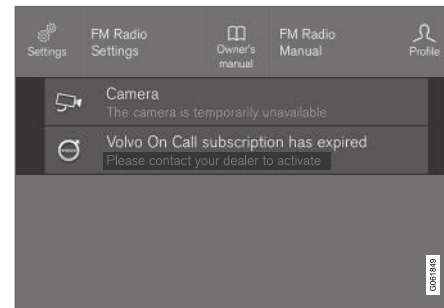 Settings
FM Radio
Settings
Owner's
manual
FM Radio
Manual
Profile
Camera
The camera is temporarily unavailable
Volvo On Call subscription has expired
Please contact your dealer to activate
G061849